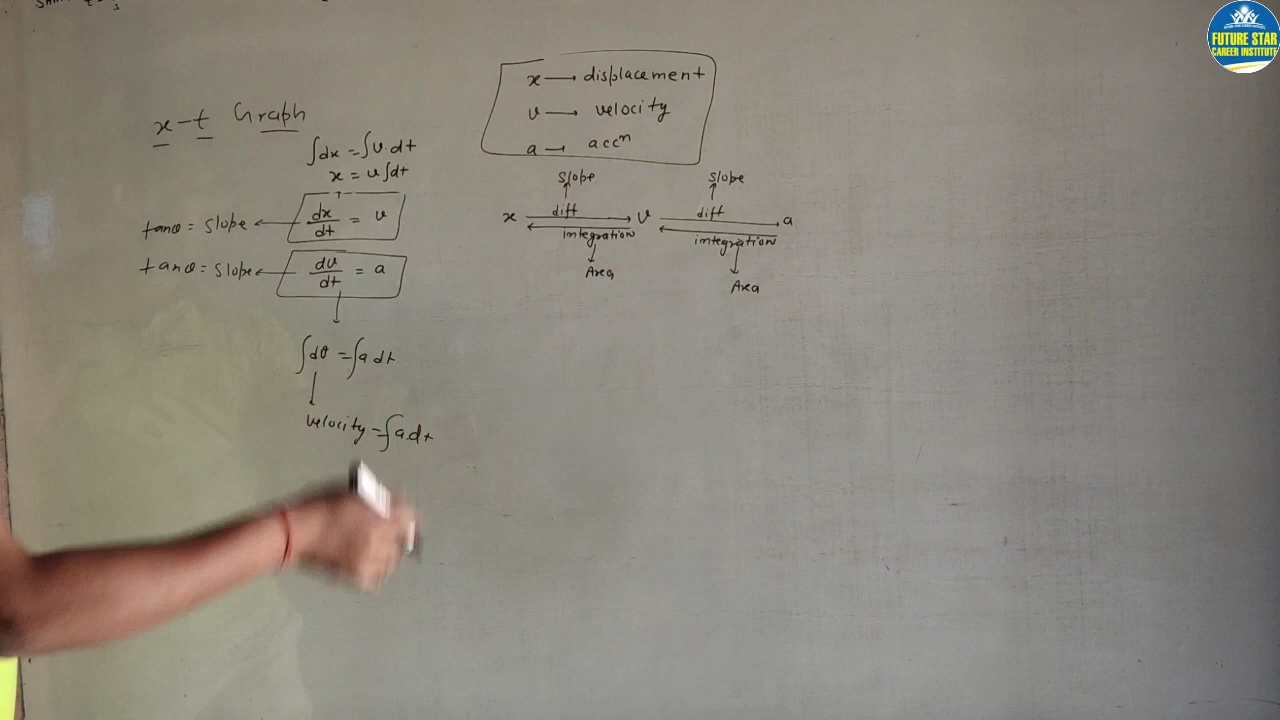 FUTURE STAR
CAREER INSTITUTE
x → displacement
v → velocity
a → accⁿ
x-t Graph
∫dx = ∫v.dt
x = v∫dt
tanθ = slope ← dx/dt = v
tanθ = slope ← dv/dt = a
∫dv = ∫a dt
velocity = ∫a.dt
slope slope
x diff v diff a
integration integration
Area Area